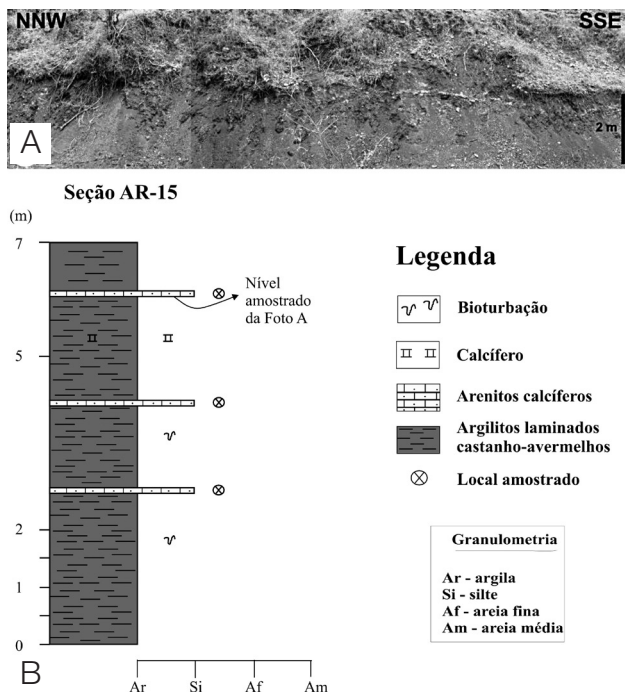 NNW
SSE
A
2 m
Seção AR-15
(m)
7
5
2
1
0
Nível
amostrado
da Foto A
B
Ar
Si
Af
Am
Legenda
Bioturbação
Calcífero
Arenitos calcíferos
Argilitos laminados
castanho-avermelhos
Local amostrado
Granulometria
Ar - argila
Si - silte
Af - areia fina
Am - areia média